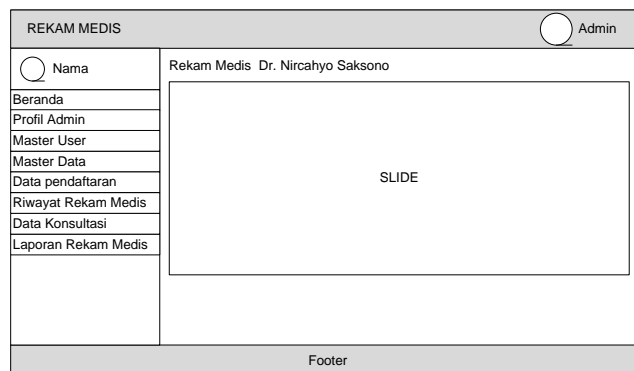 REKAM MEDIS
Admin
Nama
Beranda
Profil Admin
Master User
Master Data
Data pendaftaran
Riwayat Rekam Medis
Data Konsultasi
Laporan Rekam Medis
Rekam Medis  Dr. Nircahyo Saksono
SLIDE
Footer